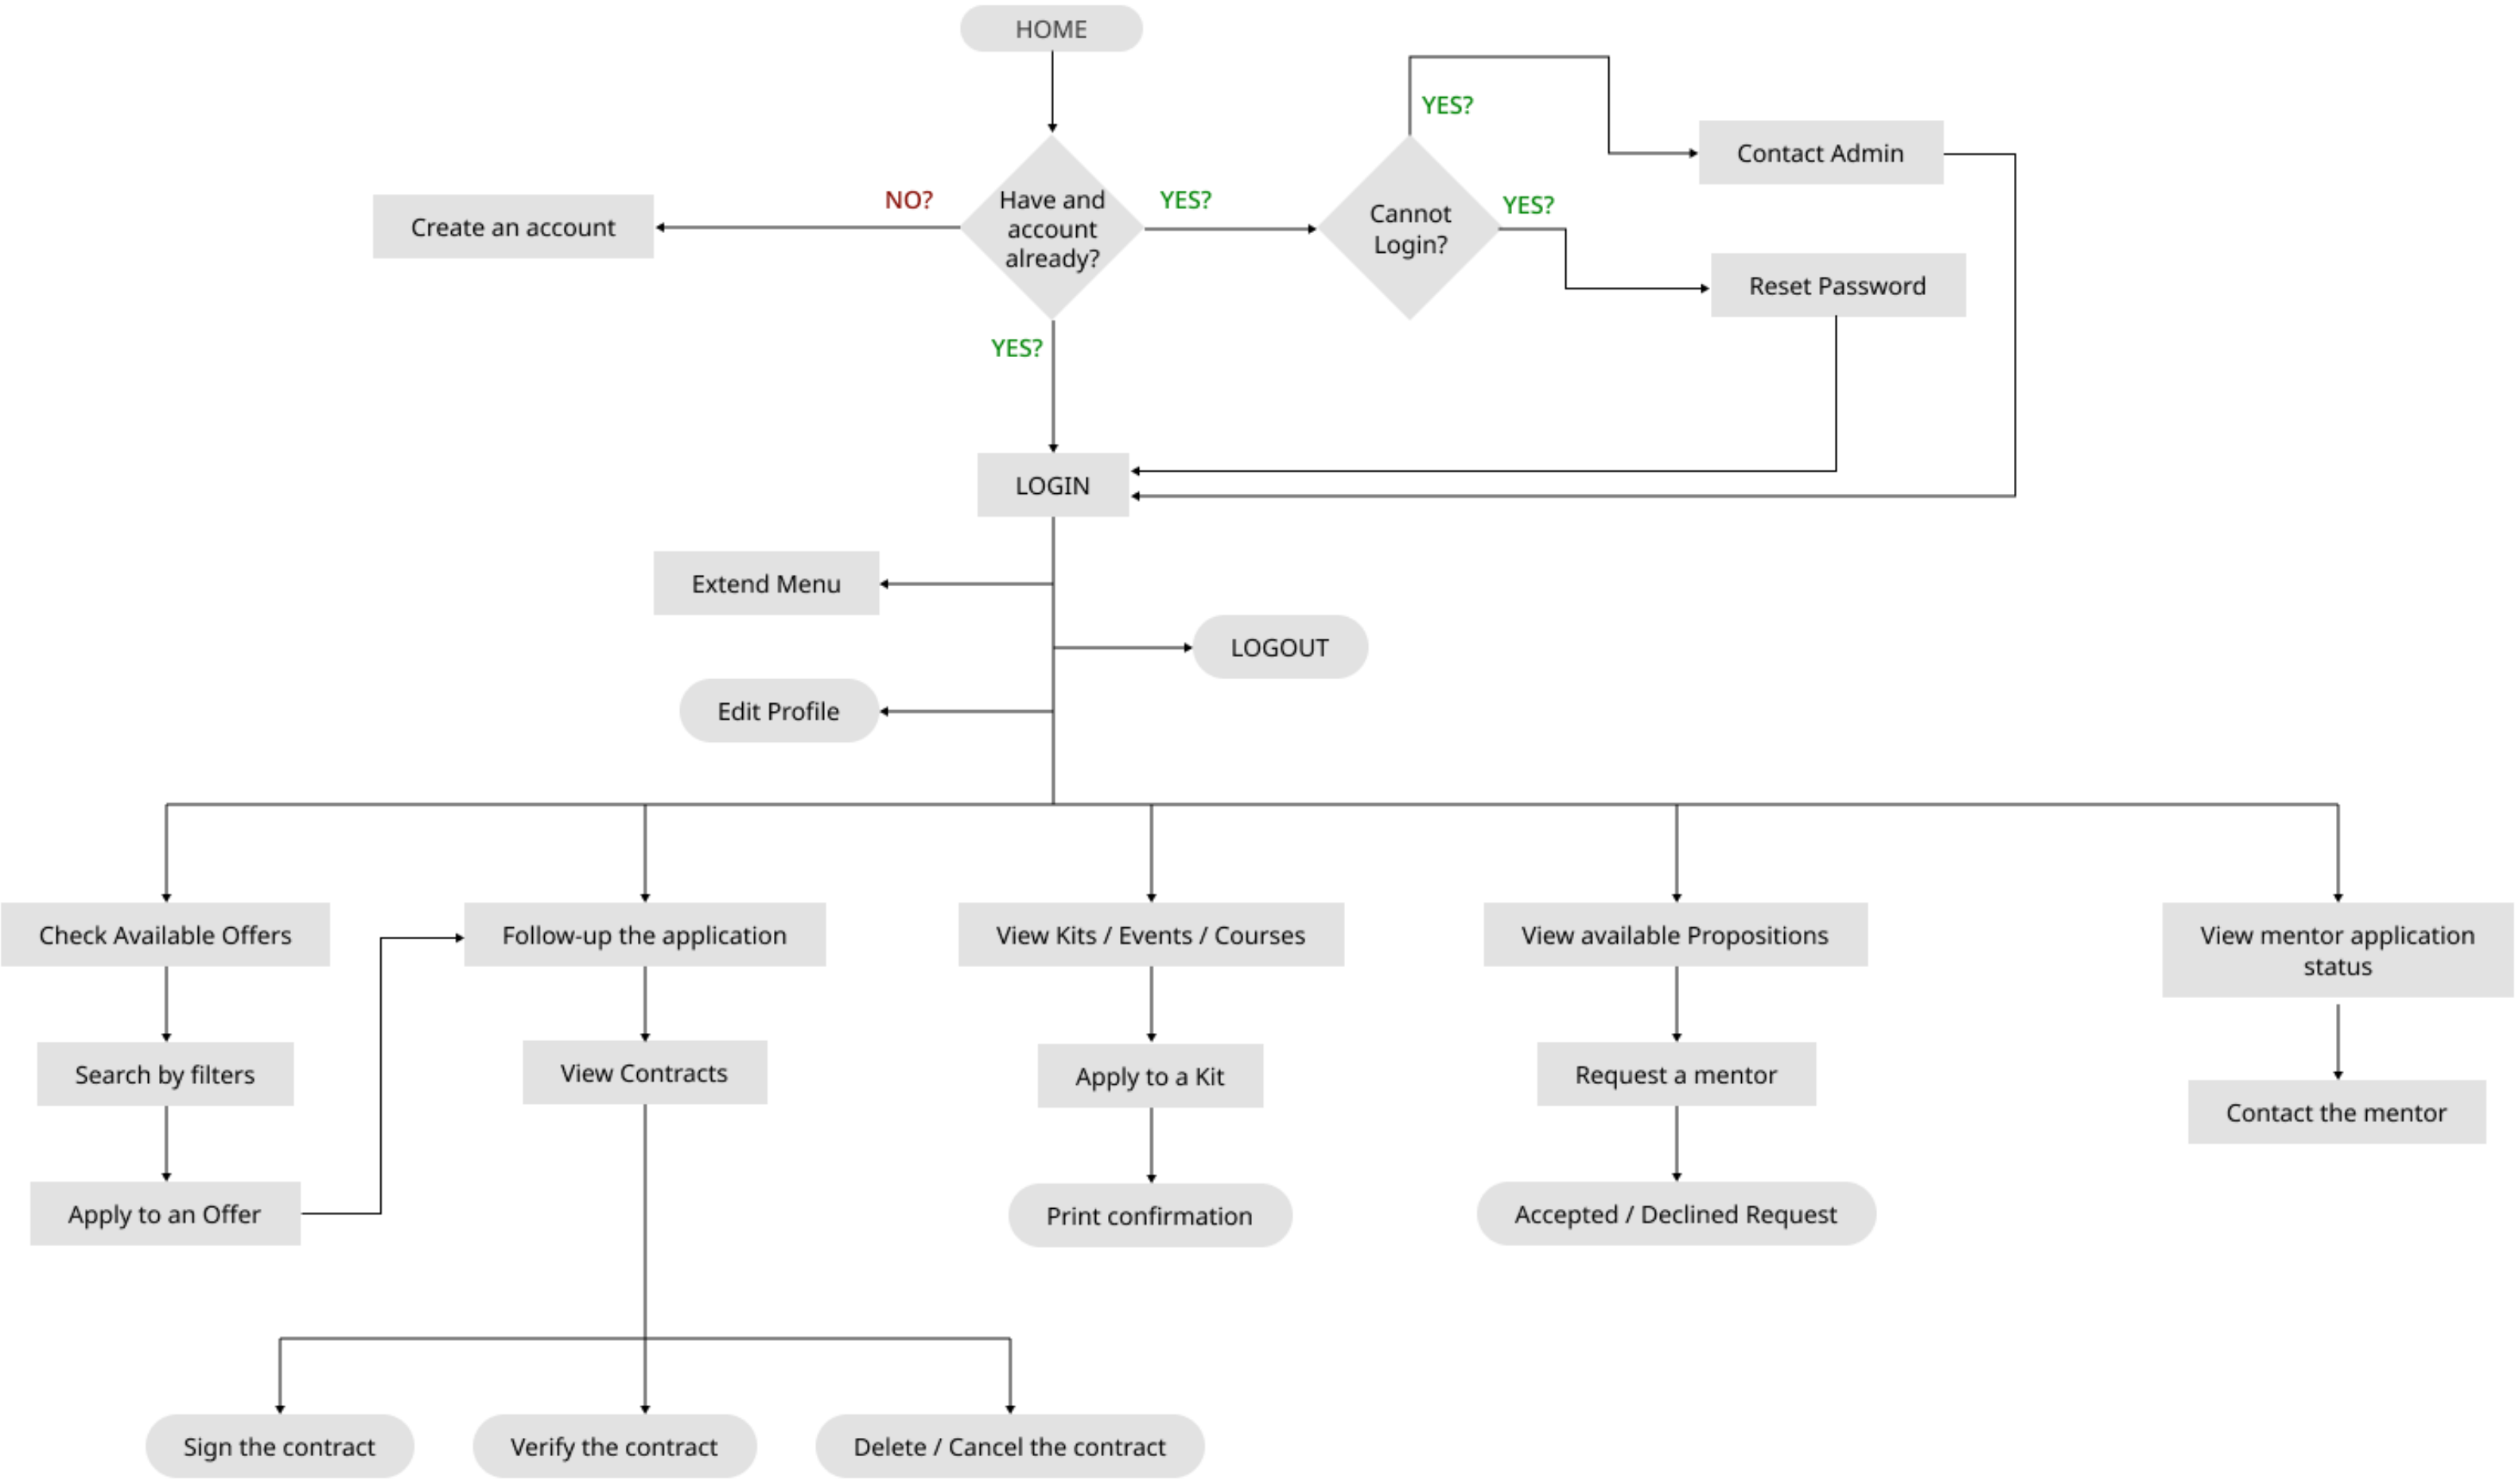 HOME
YES?
Contact Admin
Create an account
NO?
Have and
account
already?
YES?
Cannot
Login?
YES?
Reset Password
YES?
LOGIN
Extend Menu
LOGOUT
Edit Profile
Check Available Offers
Follow-up the application
View Kits / Events / Courses
View available Propositions
View mentor application
status
Search by filters
View Contracts
Apply to a Kit
Request a mentor
Contact the mentor
Apply to an Offer
Print confirmation
Accepted / Declined Request
Sign the contract
Verify the contract
Delete / Cancel the contract